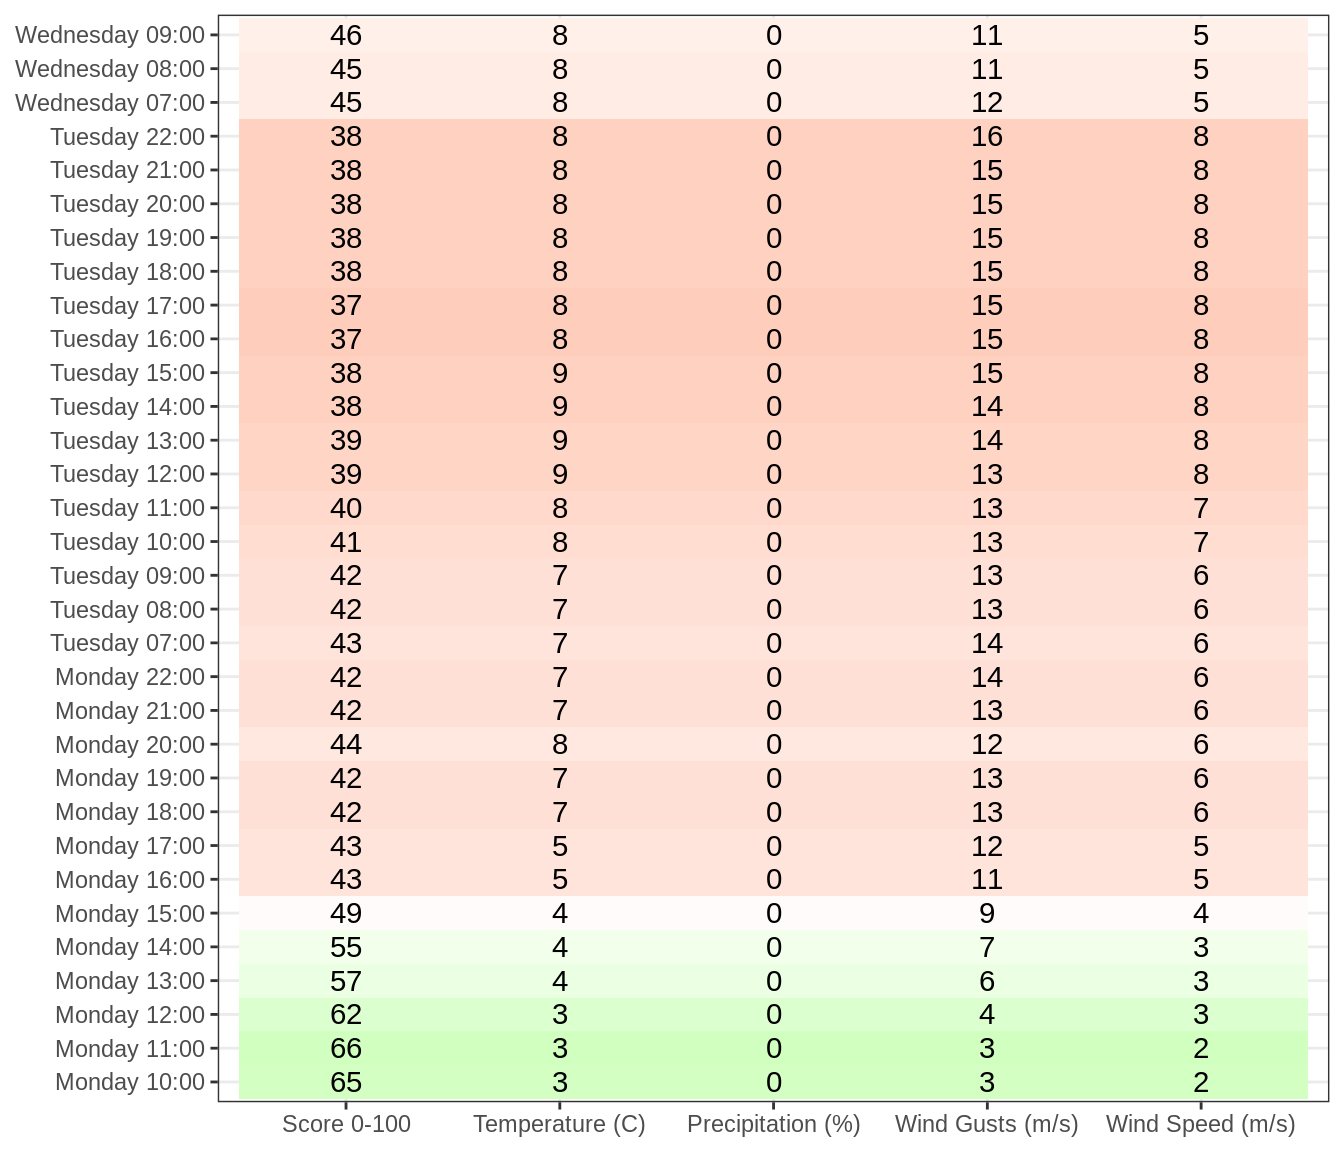 Wednesday 09:00 46 8 0 11 5
Wednesday 08:00 45 8 0 11 5
Wednesday 07:00 45 8 0 12 5
Tuesday 22:00 38 8 0 16 8
Tuesday 21:00 38 8 0 15 8
Tuesday 20:00 38 8 0 15 8
Tuesday 19:00 38 8 0 15 8
Tuesday 18:00 38 8 0 15 8
Tuesday 17:00 37 8 0 15 8
Tuesday 16:00 37 8 0 15 8
Tuesday 15:00 38 9 0 15 8
Tuesday 14:00 38 9 0 14 8
Tuesday 13:00 39 9 0 14 8
Tuesday 12:00 39 9 0 13 8
Tuesday 11:00 40 8 0 13 7
Tuesday 10:00 41 8 0 13 7
Tuesday 09:00 42 7 0 13 6
Tuesday 08:00 42 7 0 13 6
Tuesday 07:00 43 7 0 14 6
Monday 22:00 42 7 0 14 6
Monday 21:00 42 7 0 13 6
Monday 20:00 44 8 0 12 6
Monday 19:00 42 7 0 13 6
Monday 18:00 42 7 0 13 6
Monday 17:00 43 5 0 12 5
Monday 16:00 43 5 0 11 5
Monday 15:00 49 4 0 9 4
Monday 14:00 55 4 0 7 3
Monday 13:00 57 4 0 6 3
Monday 12:00 62 3 0 4 3
Monday 11:00 66 3 0 3 2
Monday 10:00 65 3 0 3 2
Score 0-100 Temperature (C) Precipitation (%) Wind Gusts (m/s) Wind Speed (m/s)